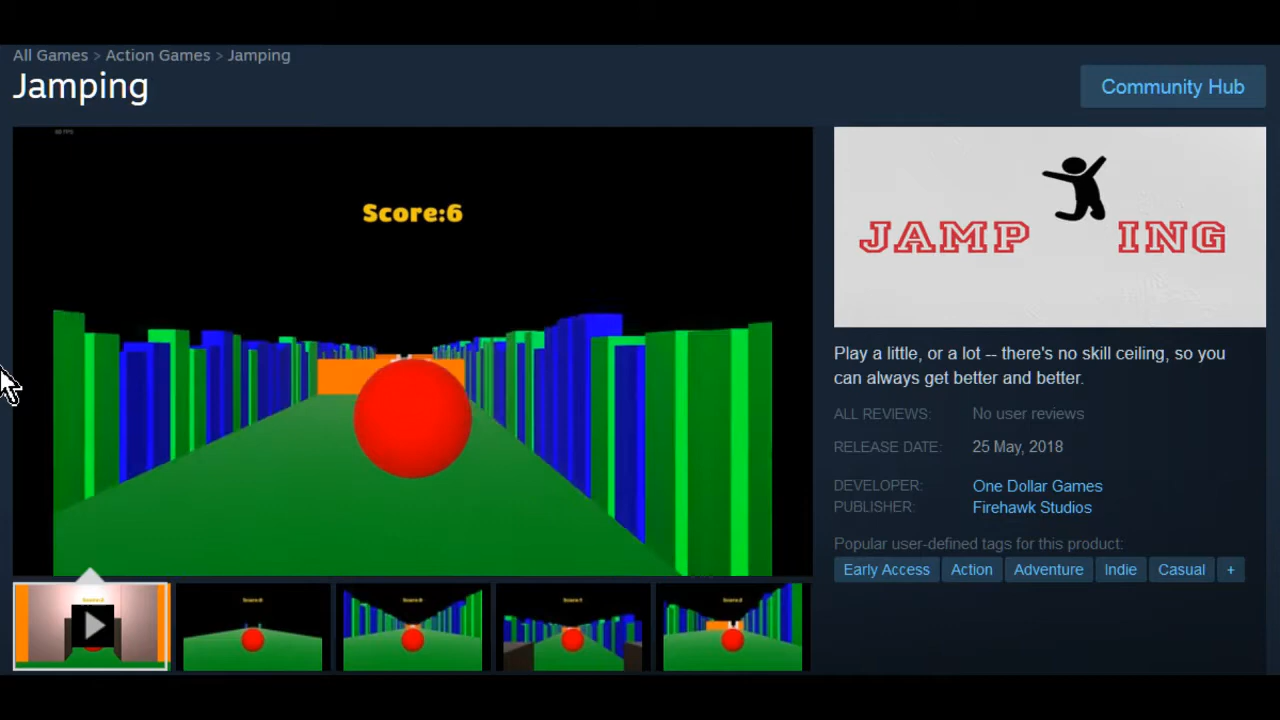 All Games > Action Games > Jamping
Jamping
Community Hub
Score:6
JAMP ING
Play a little, or a lot -- there's no skill ceiling, so you
can always get better and better.
ALL REVIEWS: No user reviews
RELEASE DATE: 25 May, 2018
DEVELOPER: One Dollar Games
PUBLISHER: Firehawk Studios
Popular user-defined tags for this product:
Early Access Action Adventure Indie Casual +